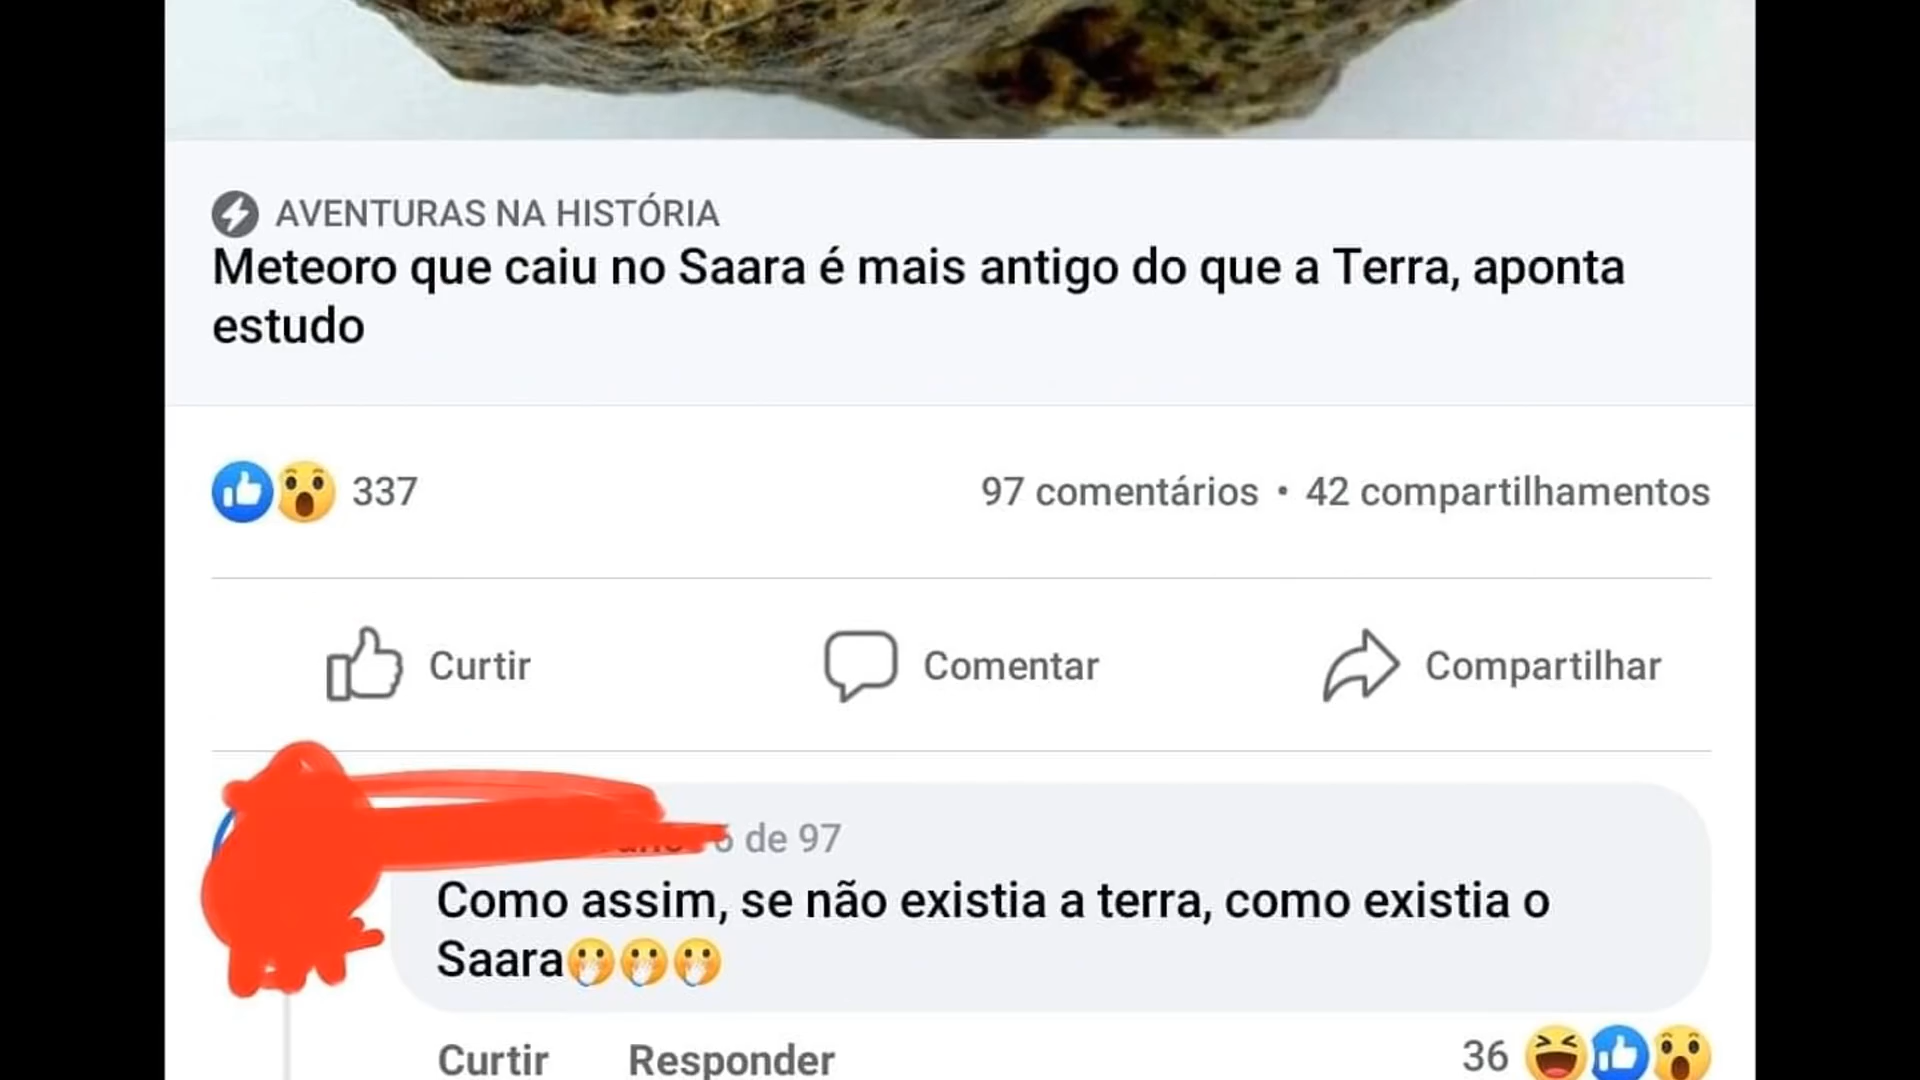 AVENTURAS NA HISTÓRIA
Meteoro que caiu no Saara é mais antigo do que a Terra, aponta
estudo
337
97 comentários • 42 compartilhamentos
Curtir
Comentar
Compartilhar
de 97
Como assim, se não existia a terra, como existia o
Saara🤭🤭🤭
Curtir
Responder
36